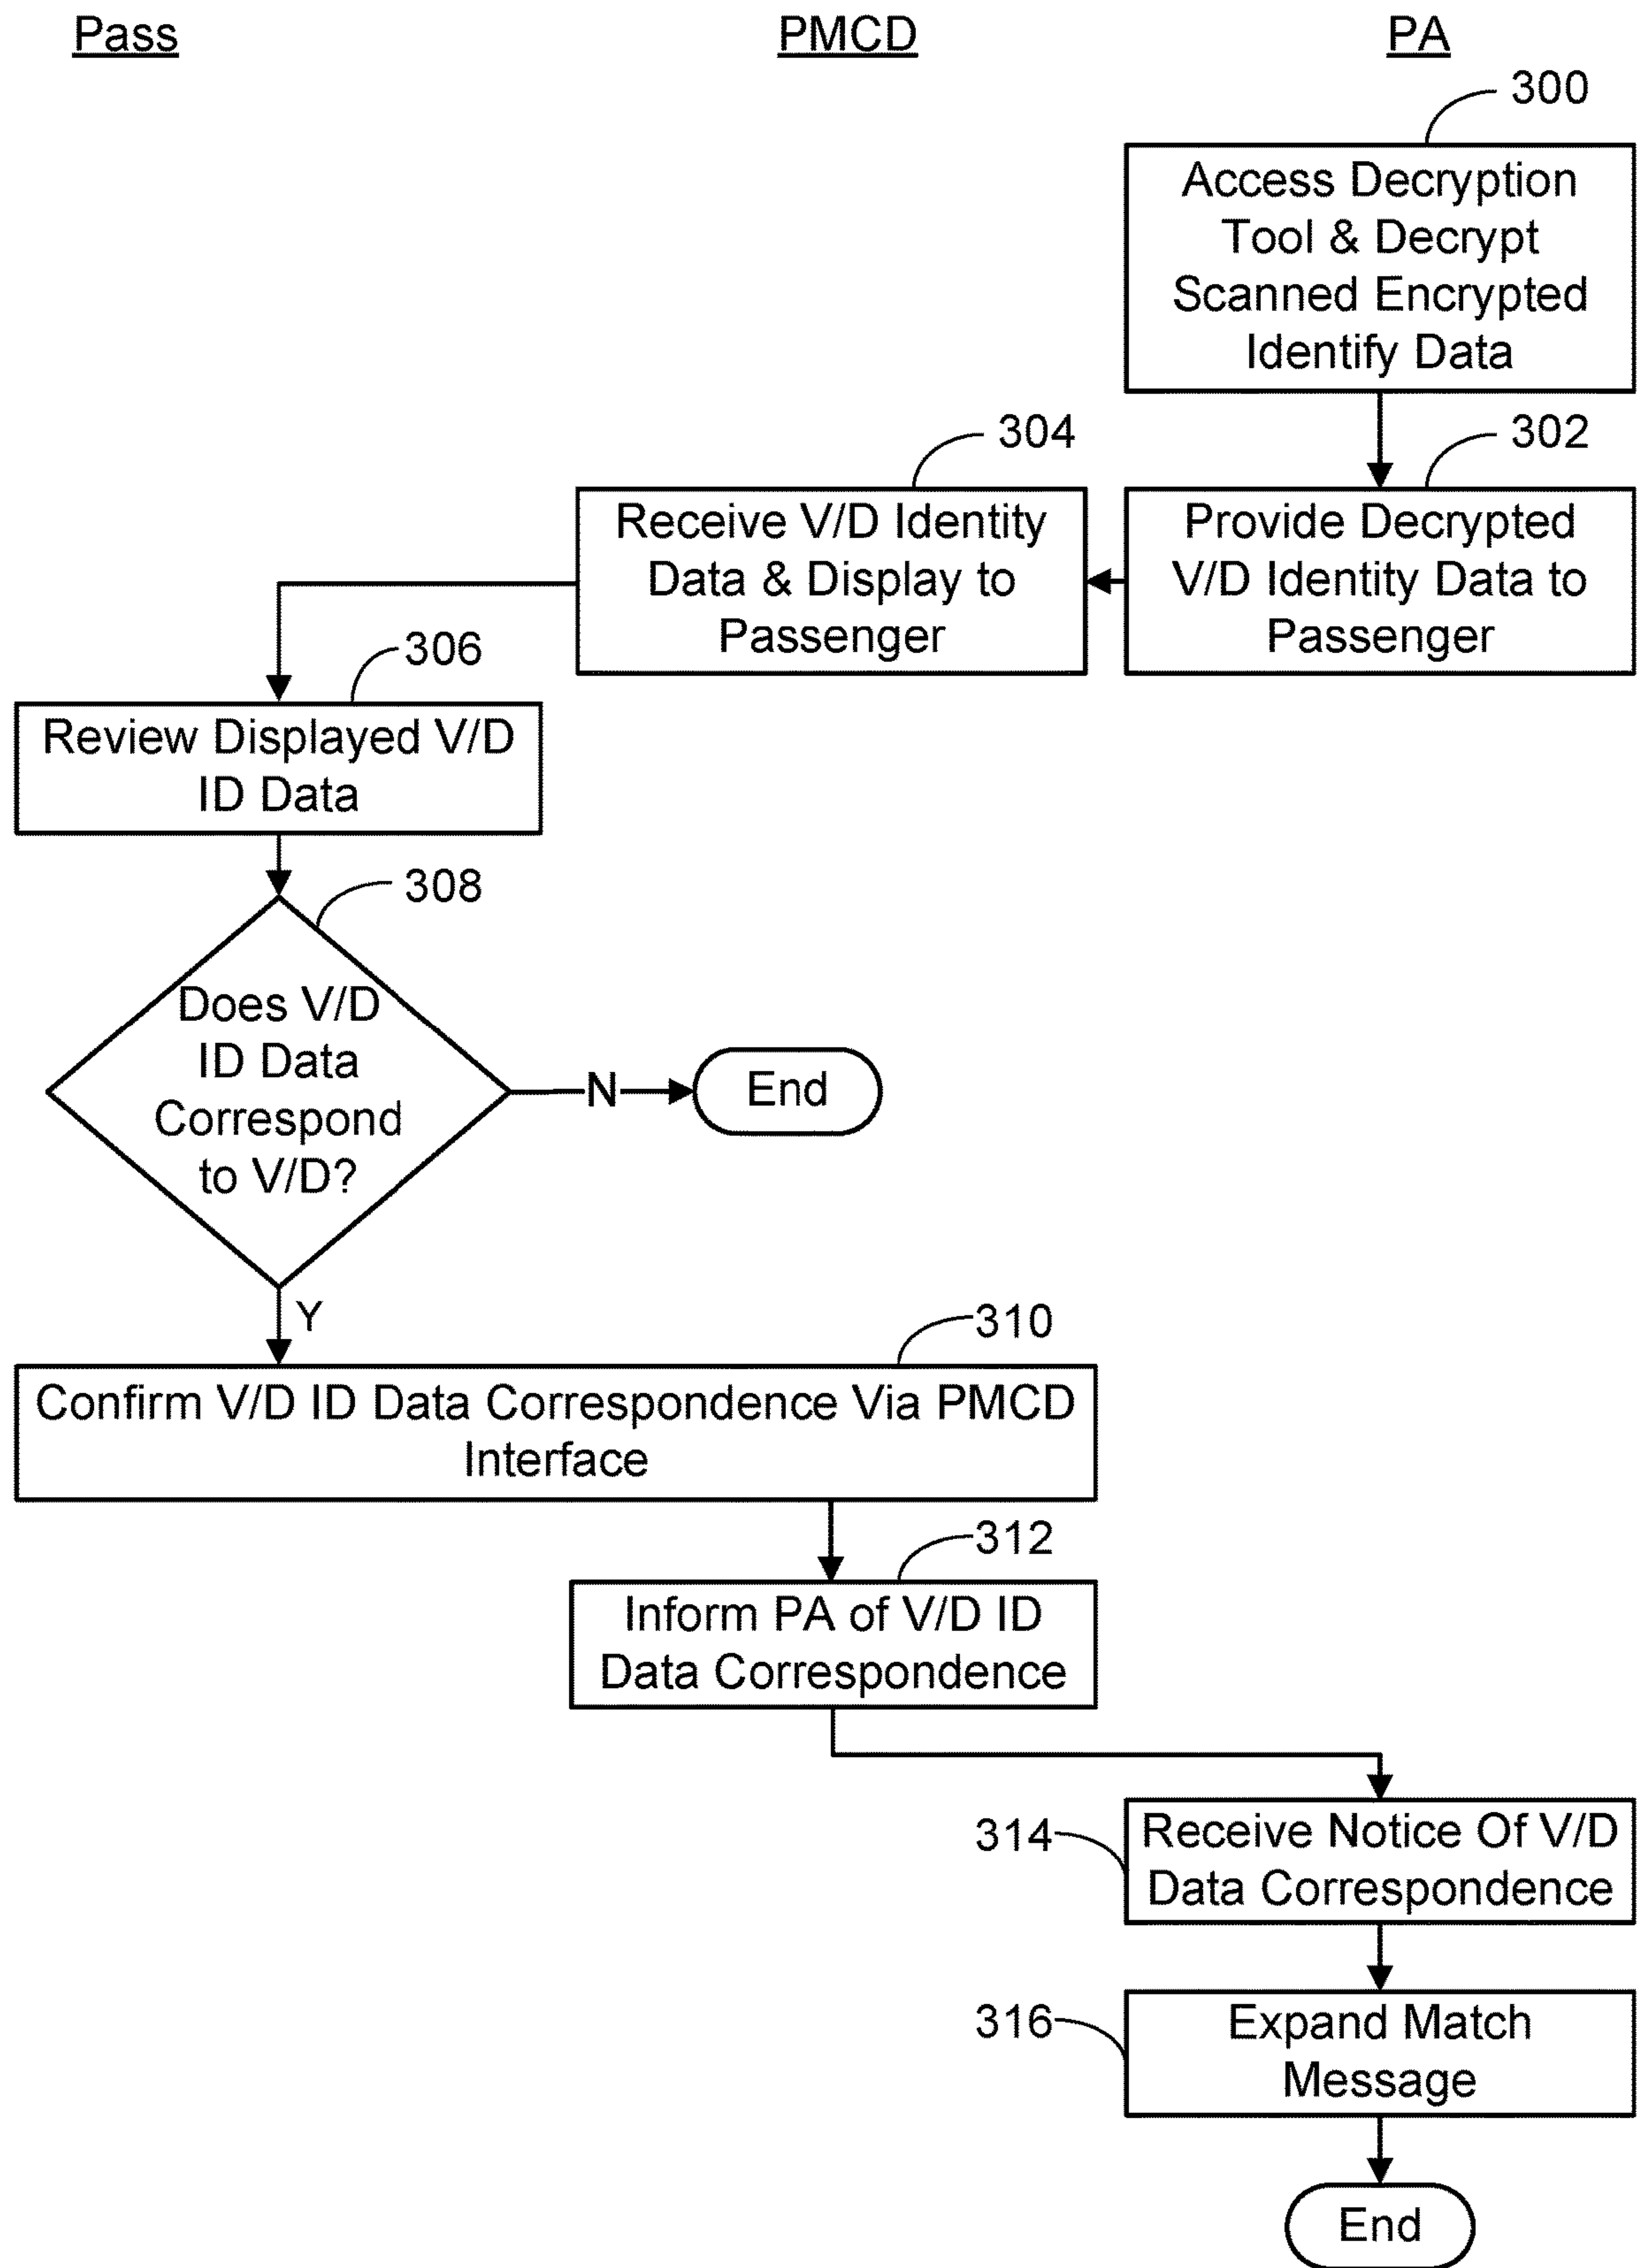 Pass
PMCD
PA
300
Access Decryption
Tool & Decrypt
Scanned Encrypted
Identify Data
304
302
Receive V/D Identity
Data & Display to
Passenger
Provide Decrypted
V/D Identity Data to
Passenger
306
Review Displayed V/D
ID Data
308
Does V/D
ID Data
Correspond
to V/D?
N
End
Y
310
Confirm V/D ID Data Correspondence Via PMCD
Interface
312
Inform PA of V/D ID
Data Correspondence
314
Receive Notice Of V/D
Data Correspondence
316
Expand Match
Message
End